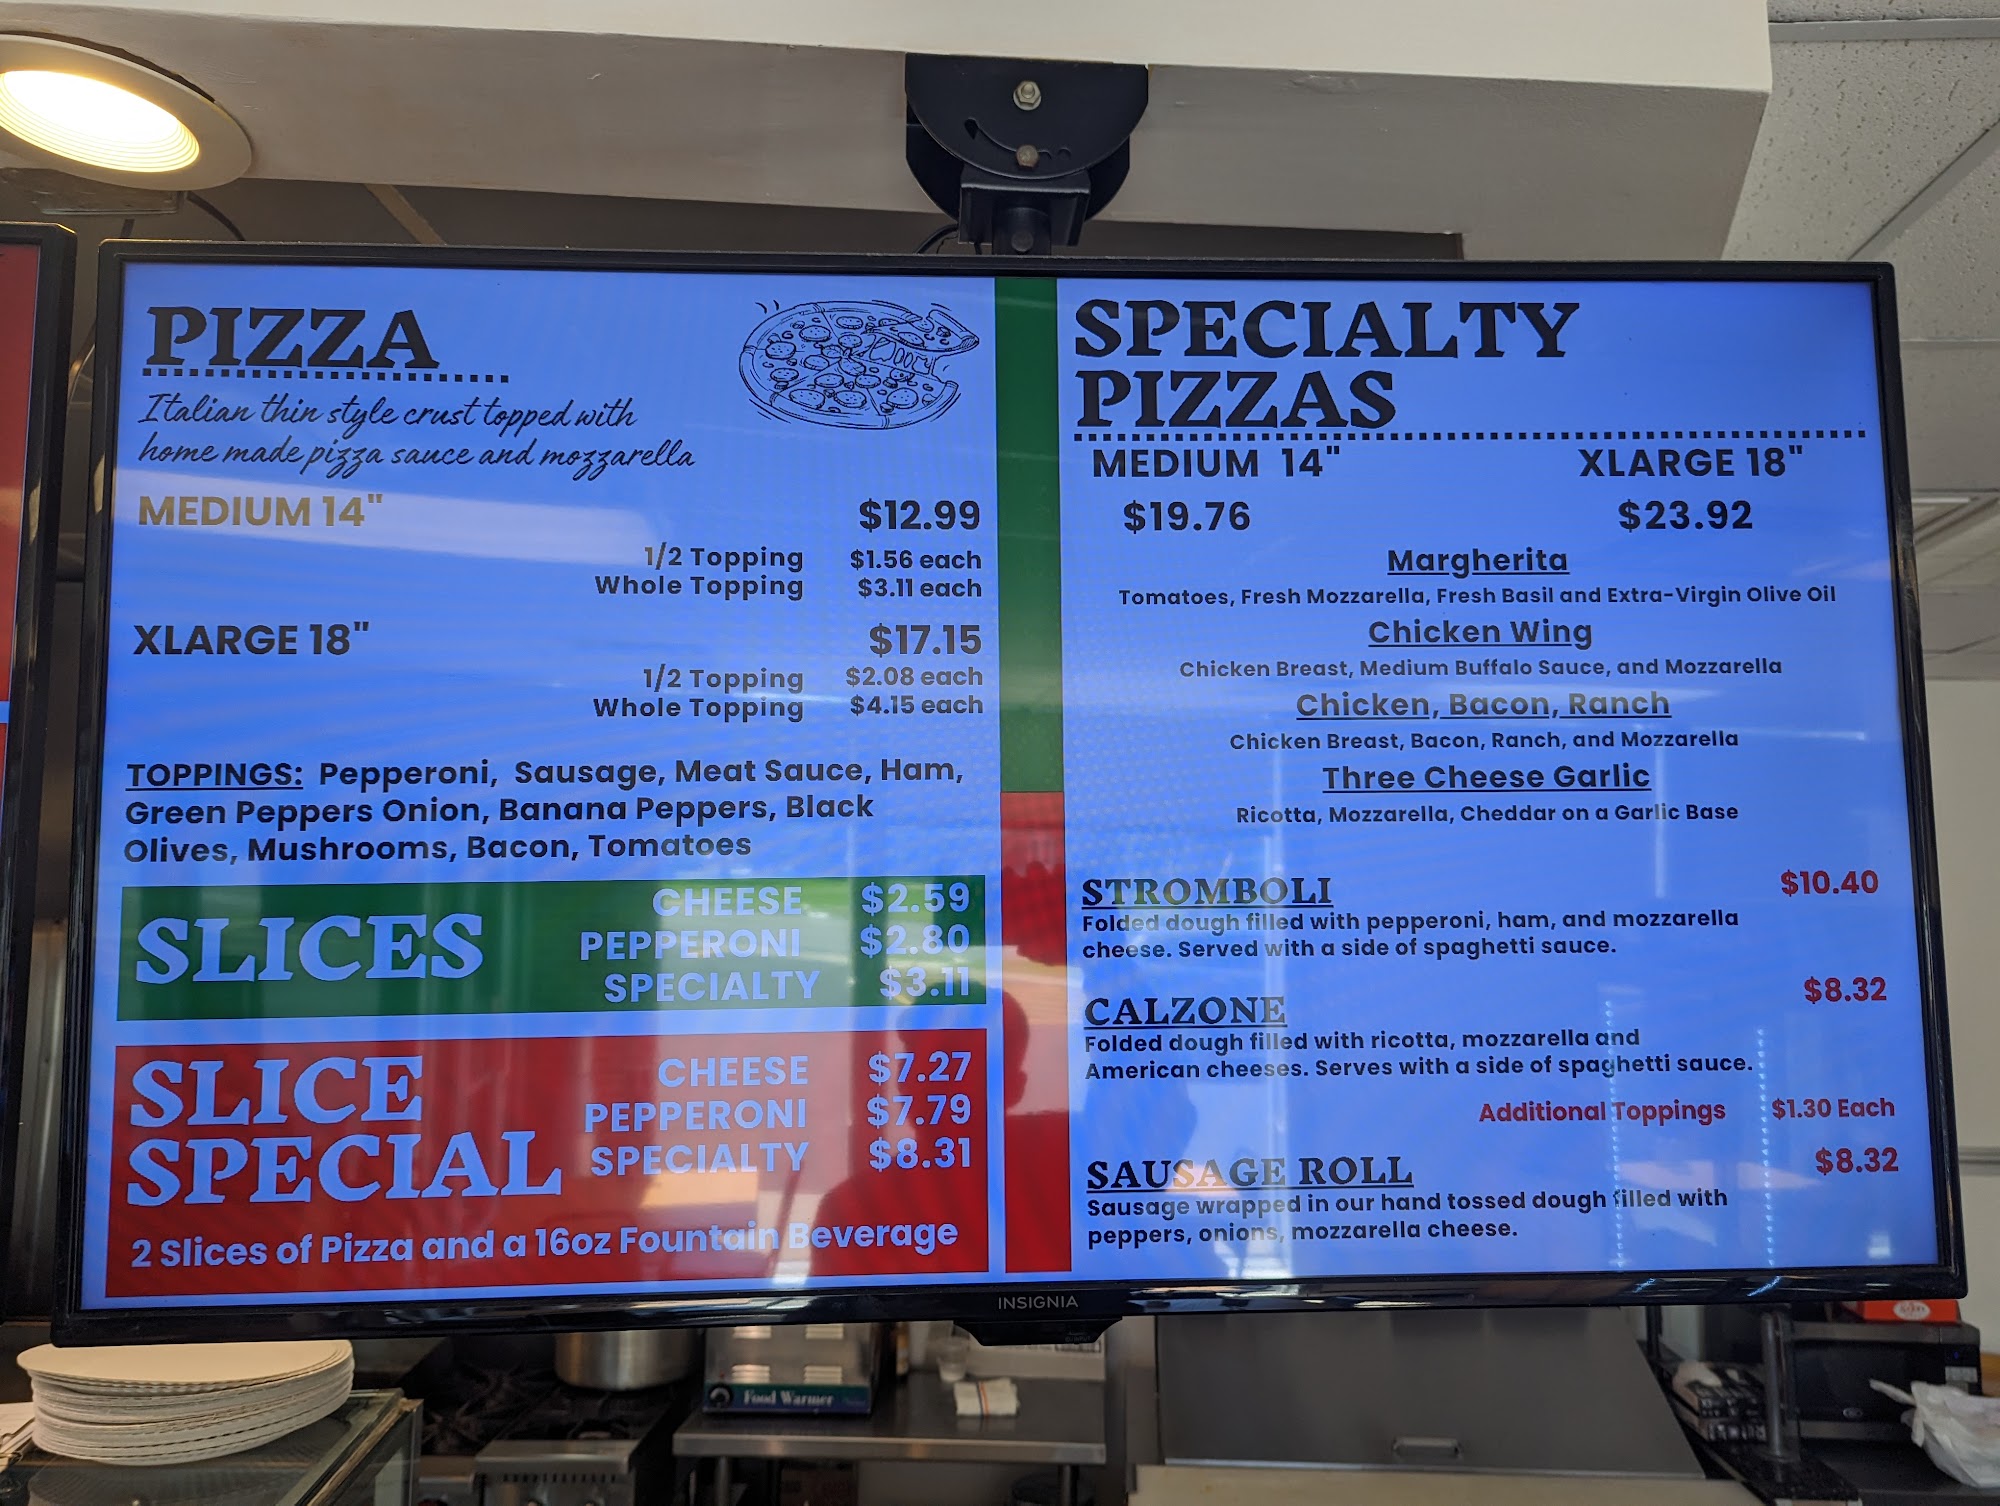 PIZZA
Italian thin style crust topped with
home made pizza sauce and mozzarella
MEDIUM 14" $12.99
1/2 Topping $1.56 each
Whole Topping $3.11 each
XLARGE 18" $17.15
1/2 Topping $2.08 each
Whole Topping $4.15 each
TOPPINGS: Pepperoni, Sausage, Meat Sauce, Ham,
Green Peppers Onion, Banana Peppers, Black
Olives, Mushrooms, Bacon, Tomatoes
SLICES
CHEESE $2.59
PEPPERONI $2.80
SPECIALTY $3.11
SLICE
SPECIAL
CHEESE $7.27
PEPPERONI $7.79
SPECIALTY $8.31
2 Slices of Pizza and a 16oz Fountain Beverage
SPECIALTY
PIZZAS
MEDIUM 14" XLARGE 18"
$19.76 $23.92
Margherita
Tomatoes, Fresh Mozzarella, Fresh Basil and Extra-Virgin Olive Oil
Chicken Wing
Chicken Breast, Medium Buffalo Sauce, and Mozzarella
Chicken, Bacon, Ranch
Chicken Breast, Bacon, Ranch, and Mozzarella
Three Cheese Garlic
Ricotta, Mozzarella, Cheddar on a Garlic Base
STROMBOLI $10.40
Folded dough filled with pepperoni, ham, and mozzarella
cheese. Served with a side of spaghetti sauce.
CALZONE $8.32
Folded dough filled with ricotta, mozzarella and
American cheeses. Serves with a side of spaghetti sauce.
Additional Toppings $1.30 Each
SAUSAGE ROLL $8.32
Sausage wrapped in our hand tossed dough filled with
peppers, onions, mozzarella cheese.
INSIGNIA
Food Warmer